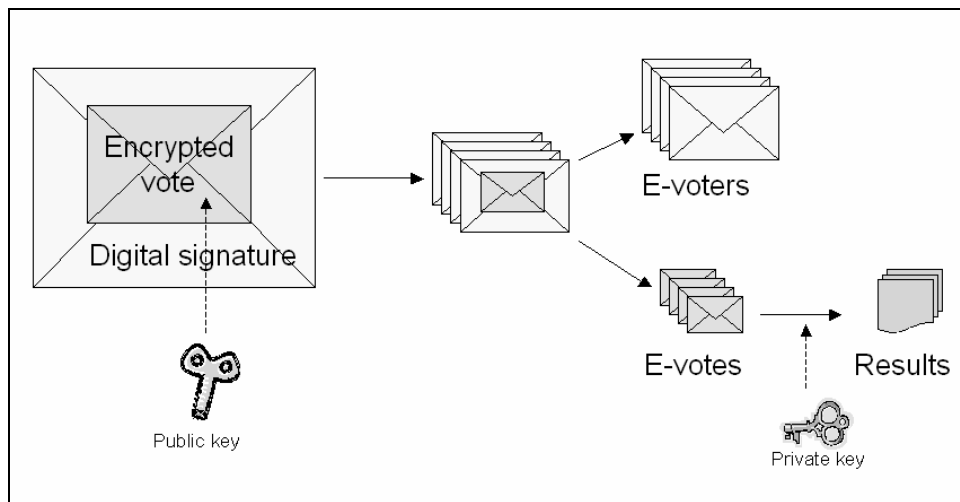 Encrypted
vote
Digital signature
Public key
E-voters
E-votes
Results
Private key